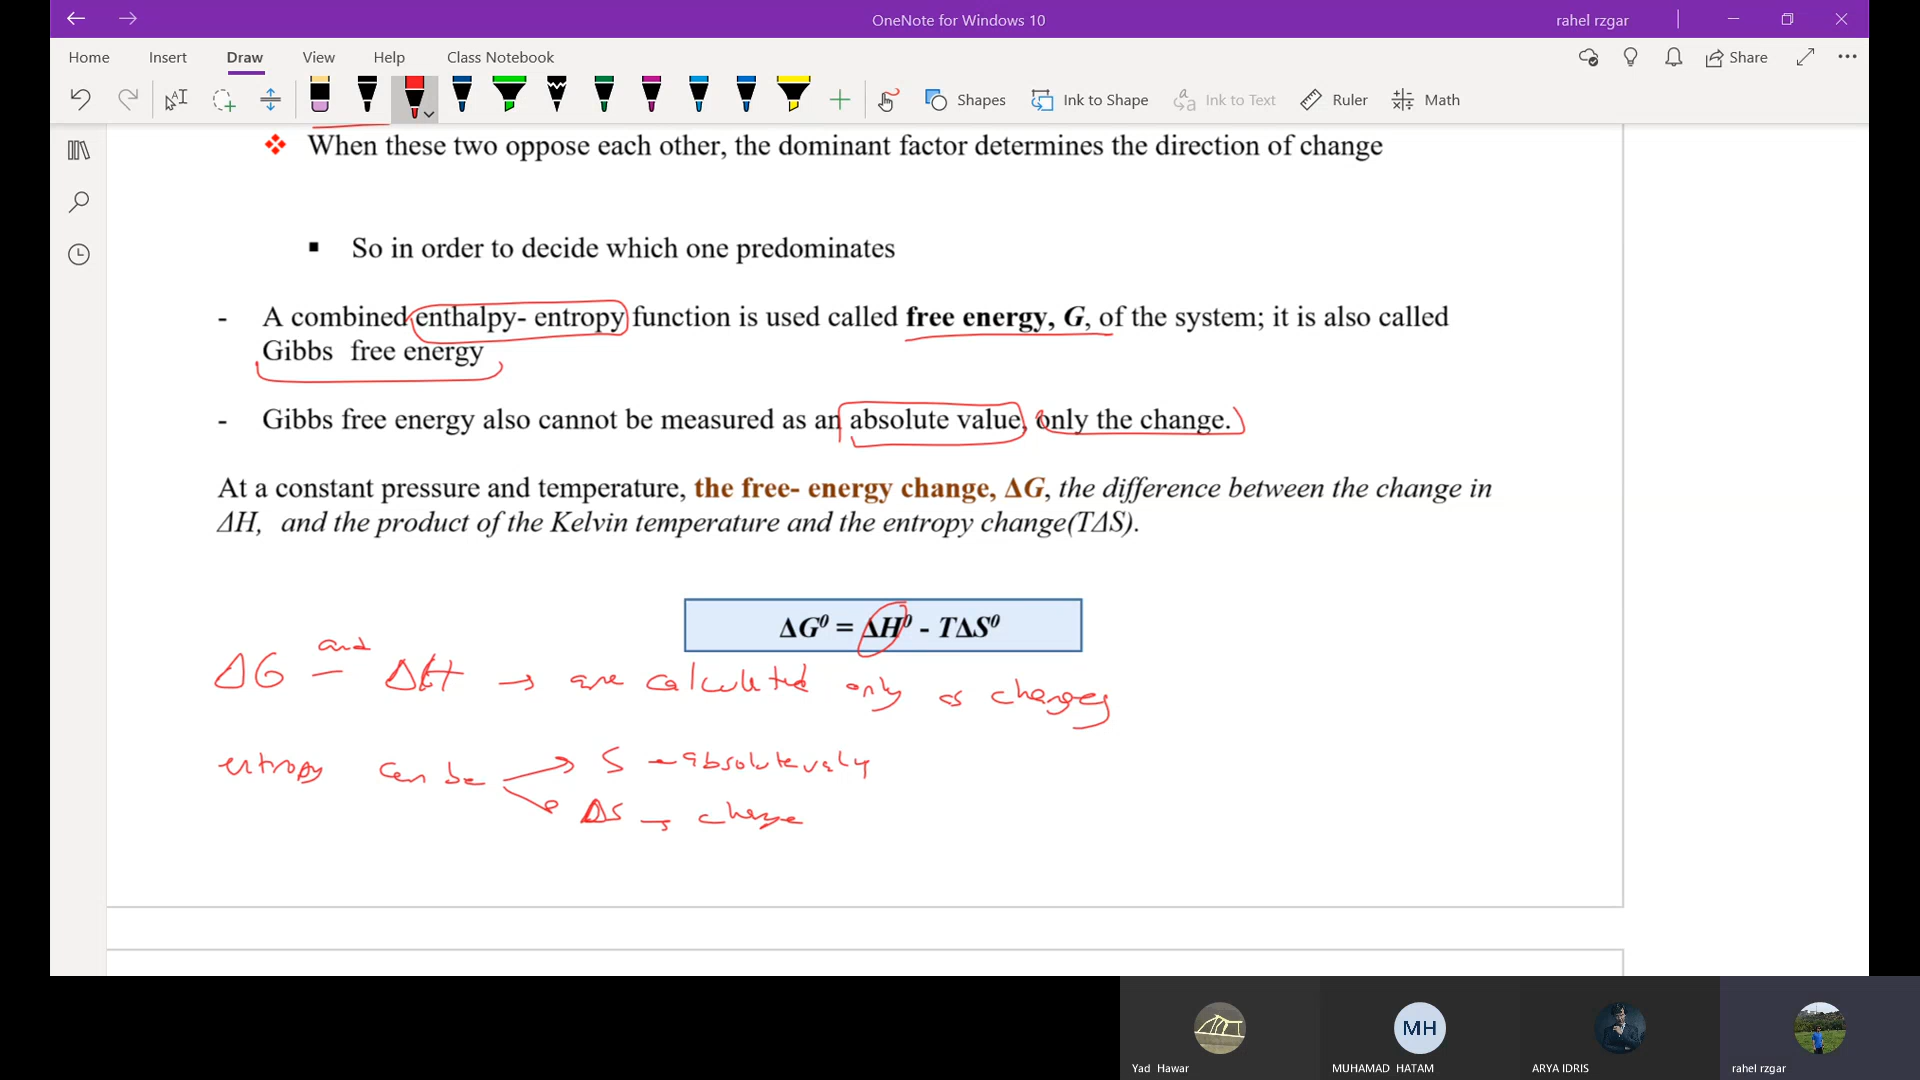 OneNote for Windows 10
rahel rzgar
Home Insert Draw View Help Class Notebook
Share
Shapes Ink to Shape Ink to Text Ruler Math
❖ When these two oppose each other, the dominant factor determines the direction of change
▪ So in order to decide which one predominates
- A combined enthalpy- entropy function is used called free energy, G, of the system; it is also called
Gibbs free energy
- Gibbs free energy also cannot be measured as an absolute value, only the change.
At a constant pressure and temperature, the free- energy change, ΔG, the difference between the change in
ΔH, and the product of the Kelvin temperature and the entropy change(TΔS).
ΔG⁰ = ΔH⁰ - TΔS⁰
and
ΔG — ΔH → are calculated only as changes
entropy can be
S - absolutevaly
ΔS → change
MH
Yad Hawar
MUHAMAD HATAM
ARYA IDRIS
rahel rzgar